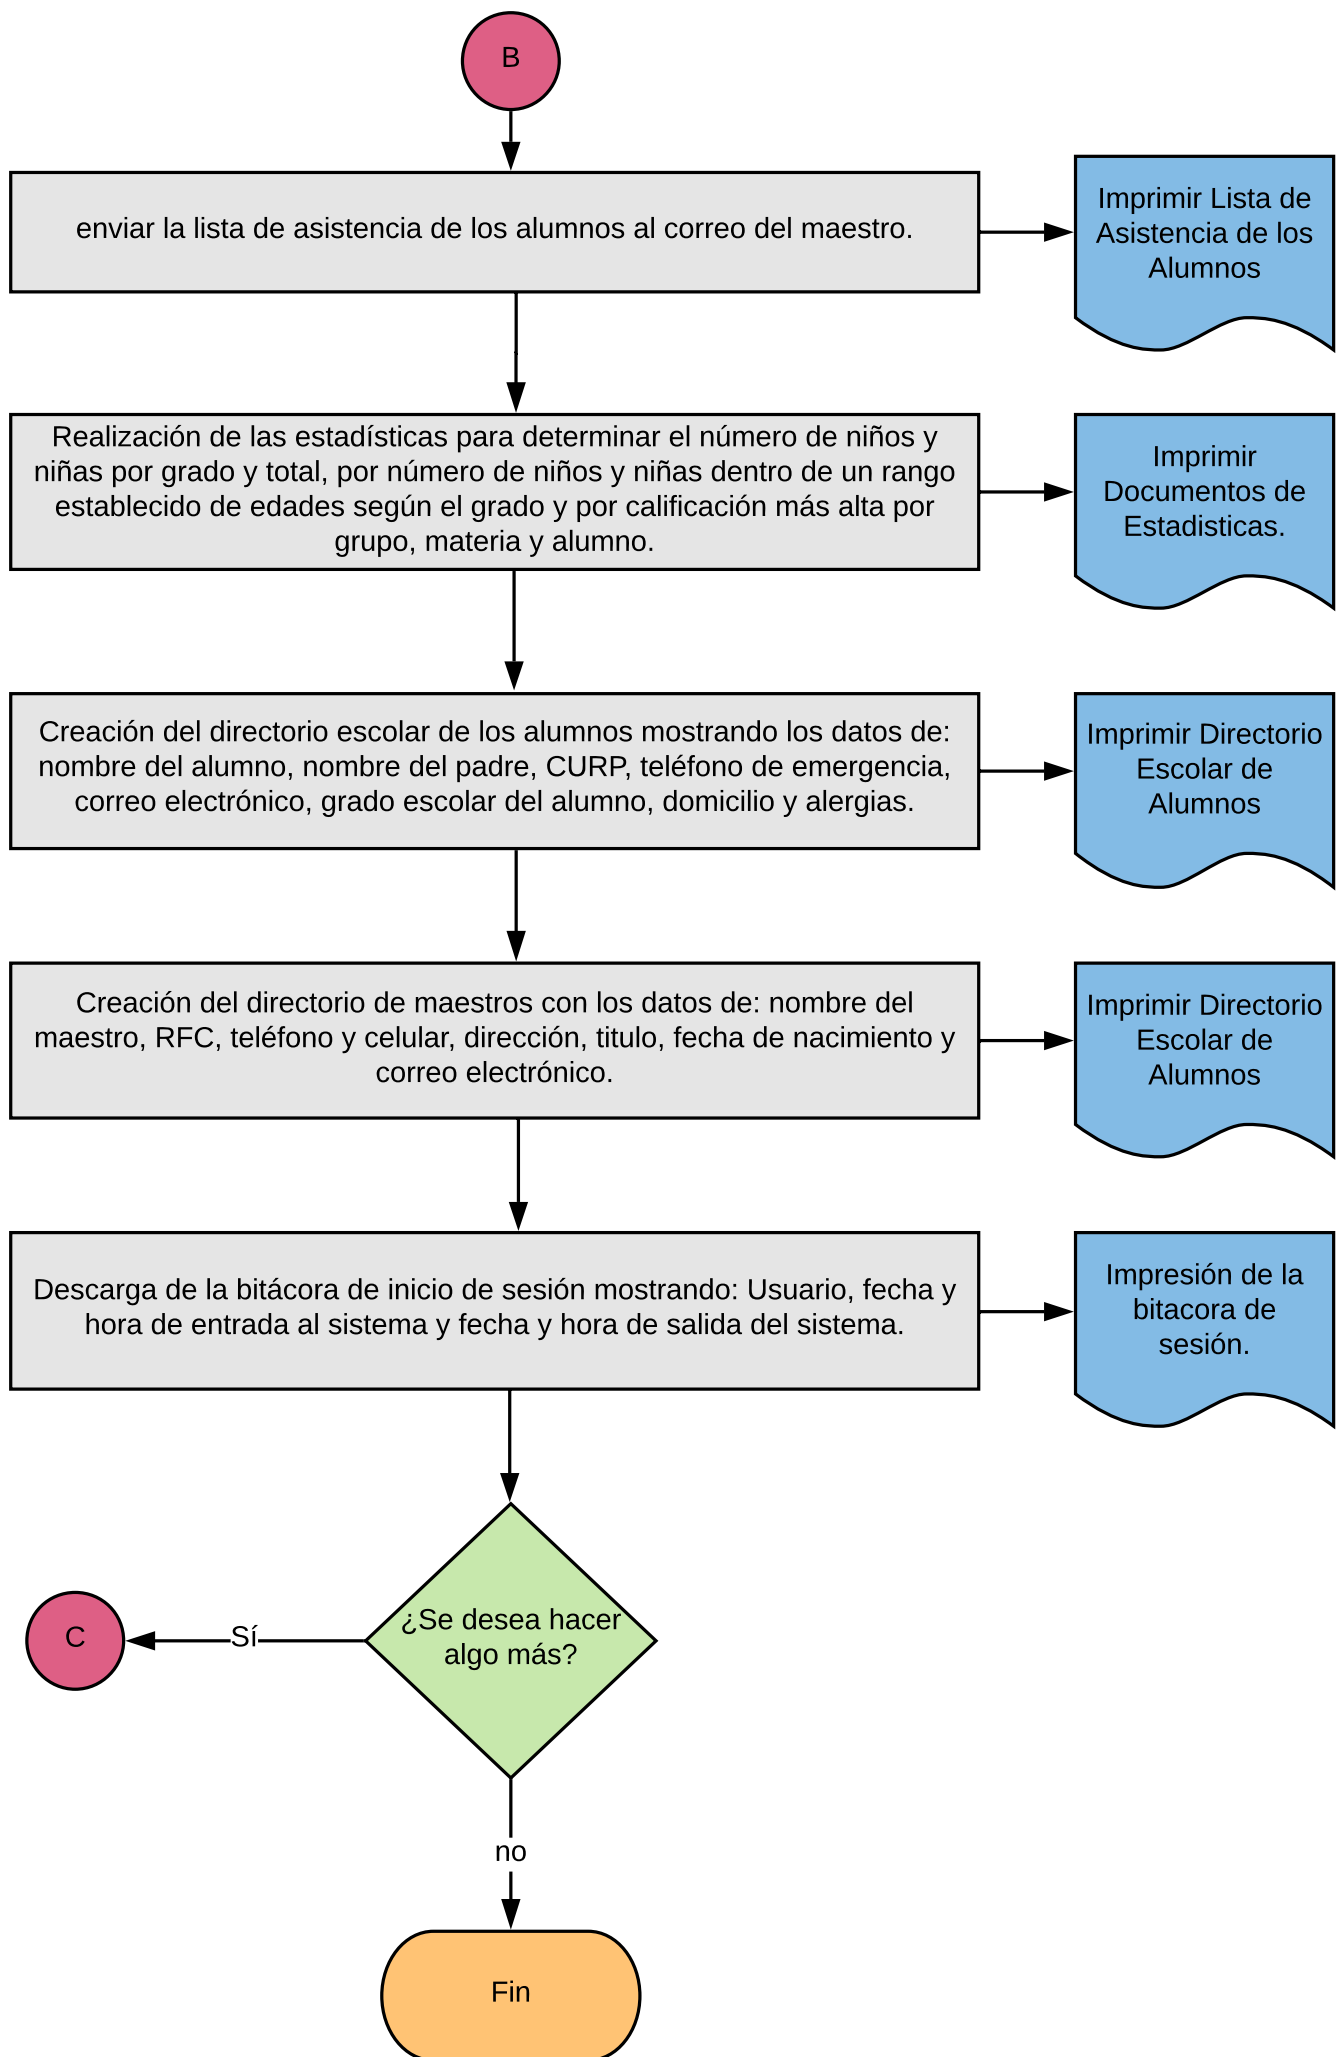 B
enviar la lista de asistencia de los alumnos al correo del maestro.
Imprimir Lista de
Asistencia de los
Alumnos
Realización de las estadísticas para determinar el número de niños y
niñas por grado y total, por número de niños y niñas dentro de un rango
establecido de edades según el grado y por calificación más alta por
grupo, materia y alumno.
Imprimir
Documentos de
Estadisticas.
Creación del directorio escolar de los alumnos mostrando los datos de:
nombre del alumno, nombre del padre, CURP, teléfono de emergencia,
correo electrónico, grado escolar del alumno, domicilio y alergias.
Imprimir Directorio
Escolar de
Alumnos
Creación del directorio de maestros con los datos de: nombre del
maestro, RFC, teléfono y celular, dirección, titulo, fecha de nacimiento y
correo electrónico.
Imprimir Directorio
Escolar de
Alumnos
Descarga de la bitácora de inicio de sesión mostrando: Usuario, fecha y
hora de entrada al sistema y fecha y hora de salida del sistema.
Impresión de la
bitacora de
sesión.
¿Se desea hacer
algo más?
Sí
C
no
Fin